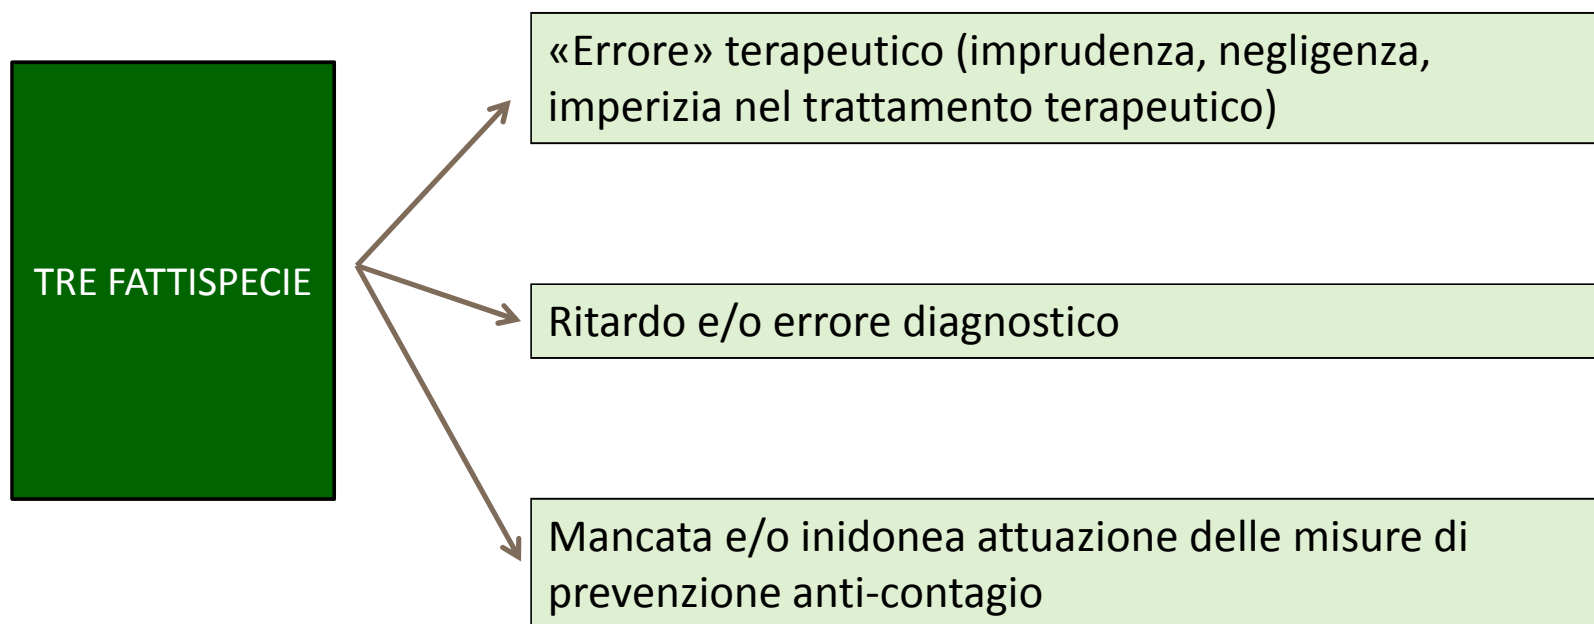 «Errore» terapeutico (imprudenza, negligenza,
imperizia nel trattamento terapeutico)
TRE FATTISPECIE
Ritardo e/o errore diagnostico
Mancata e/o inidonea attuazione delle misure di
prevenzione anti-contagio